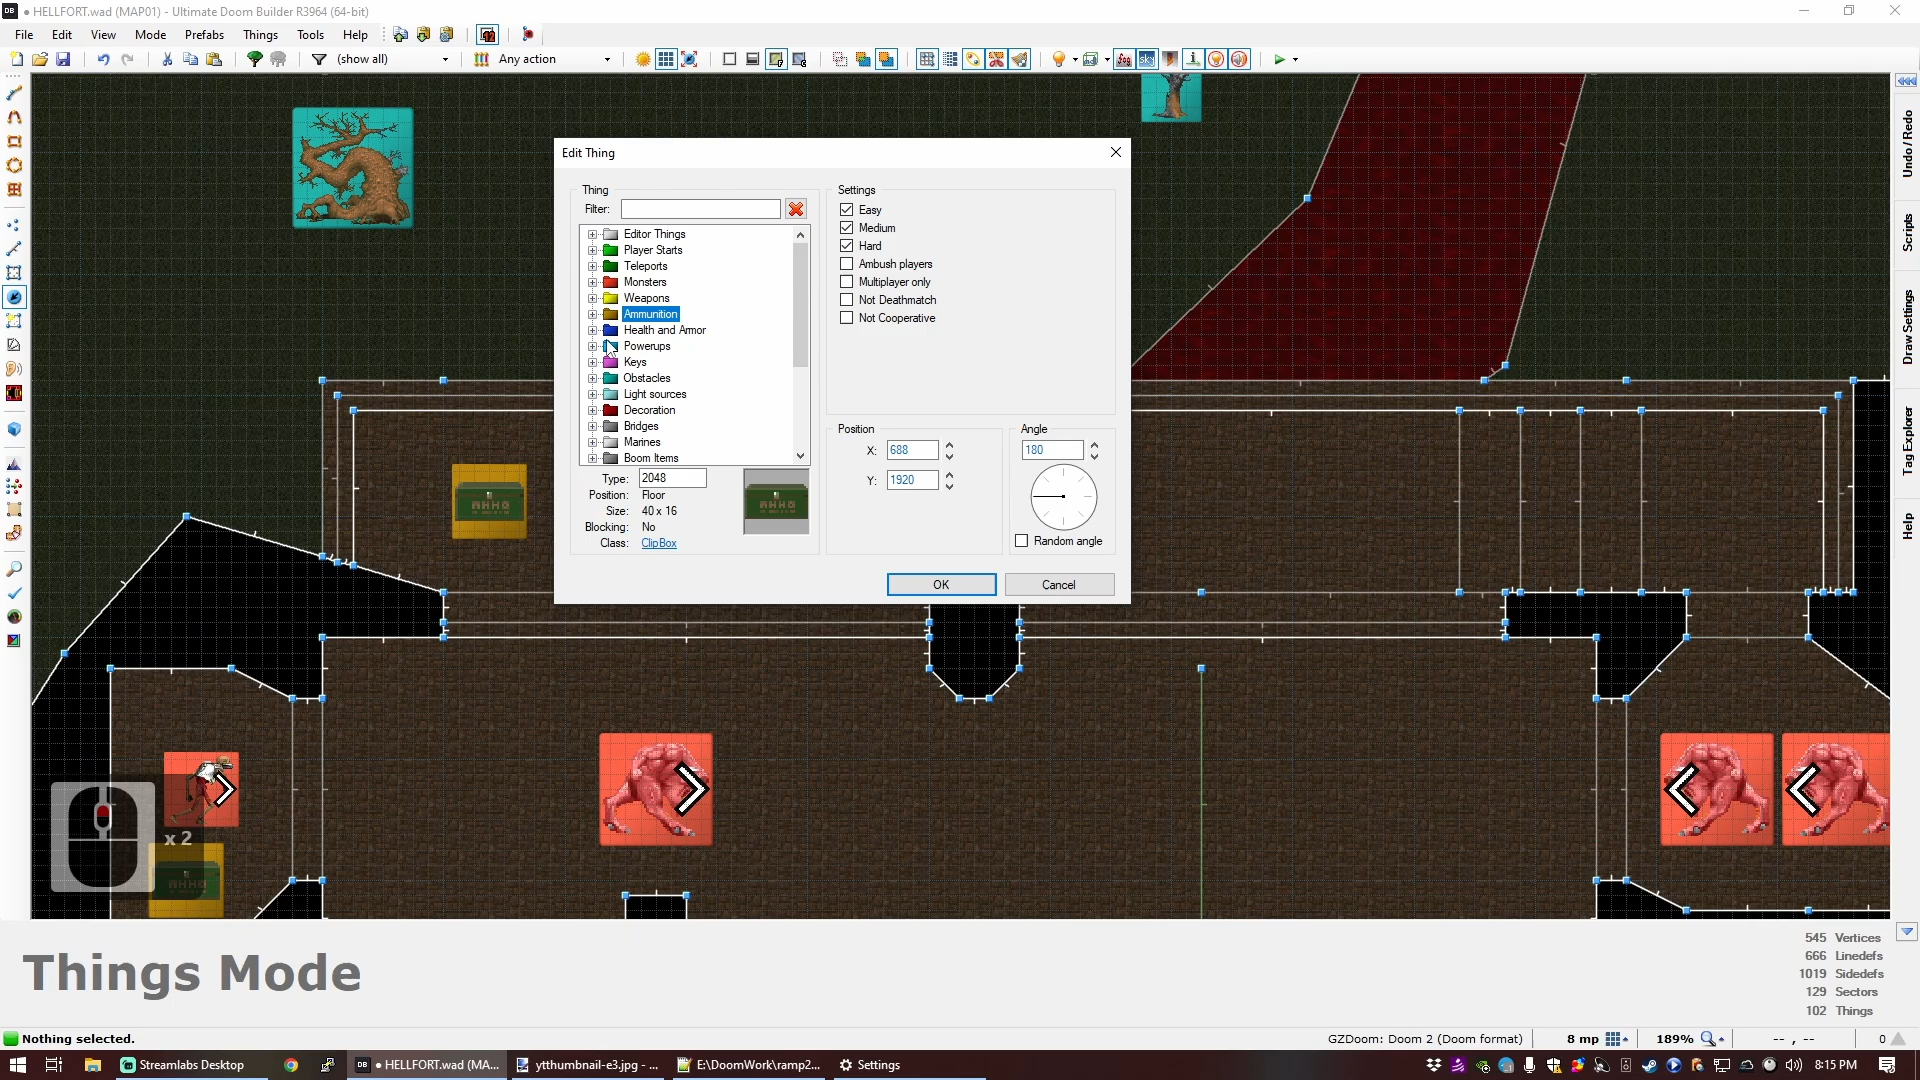 DB • HELLFORT.wad (MAP01) - Ultimate Doom Builder R3964 (64-bit)
File Edit View Mode Prefabs Things Tools Help
(show all) Any action
Edit Thing
Thing
Filter:
Editor Things
Player Starts
Teleports
Monsters
Weapons
Ammunition
Health and Amor
Powerups
Keys
Obstacles
Light sources
Decoration
Bridges
Marines
Boom Items
Type: 2048
Position: Floor
Size: 40 x 16
Blocking: No
Class: ClipBox
Settings
Easy
Medium
Hard
Ambush players
Multiplayer only
Not Deathmatch
Not Cooperative
Position
X: 688
Y: 1920
Angle
180
Random angle
OK
Cancel
Undo / Redo
Scripts
Draw Settings
Tag Explorer
Help
x 2
Things Mode
545 Vertices
666 Linedefs
1019 Sidedefs
129 Sectors
102 Things
Nothing selected.
GZDoom: Doom 2 (Doom format) 8 mp 189% -- , -- 0
Streamlabs Desktop
DB • HELLFORT.wad (MA...
ytthumbnail-e3.jpg - ...
E:\DoomWork\ramp2...
Settings
8:15 PM